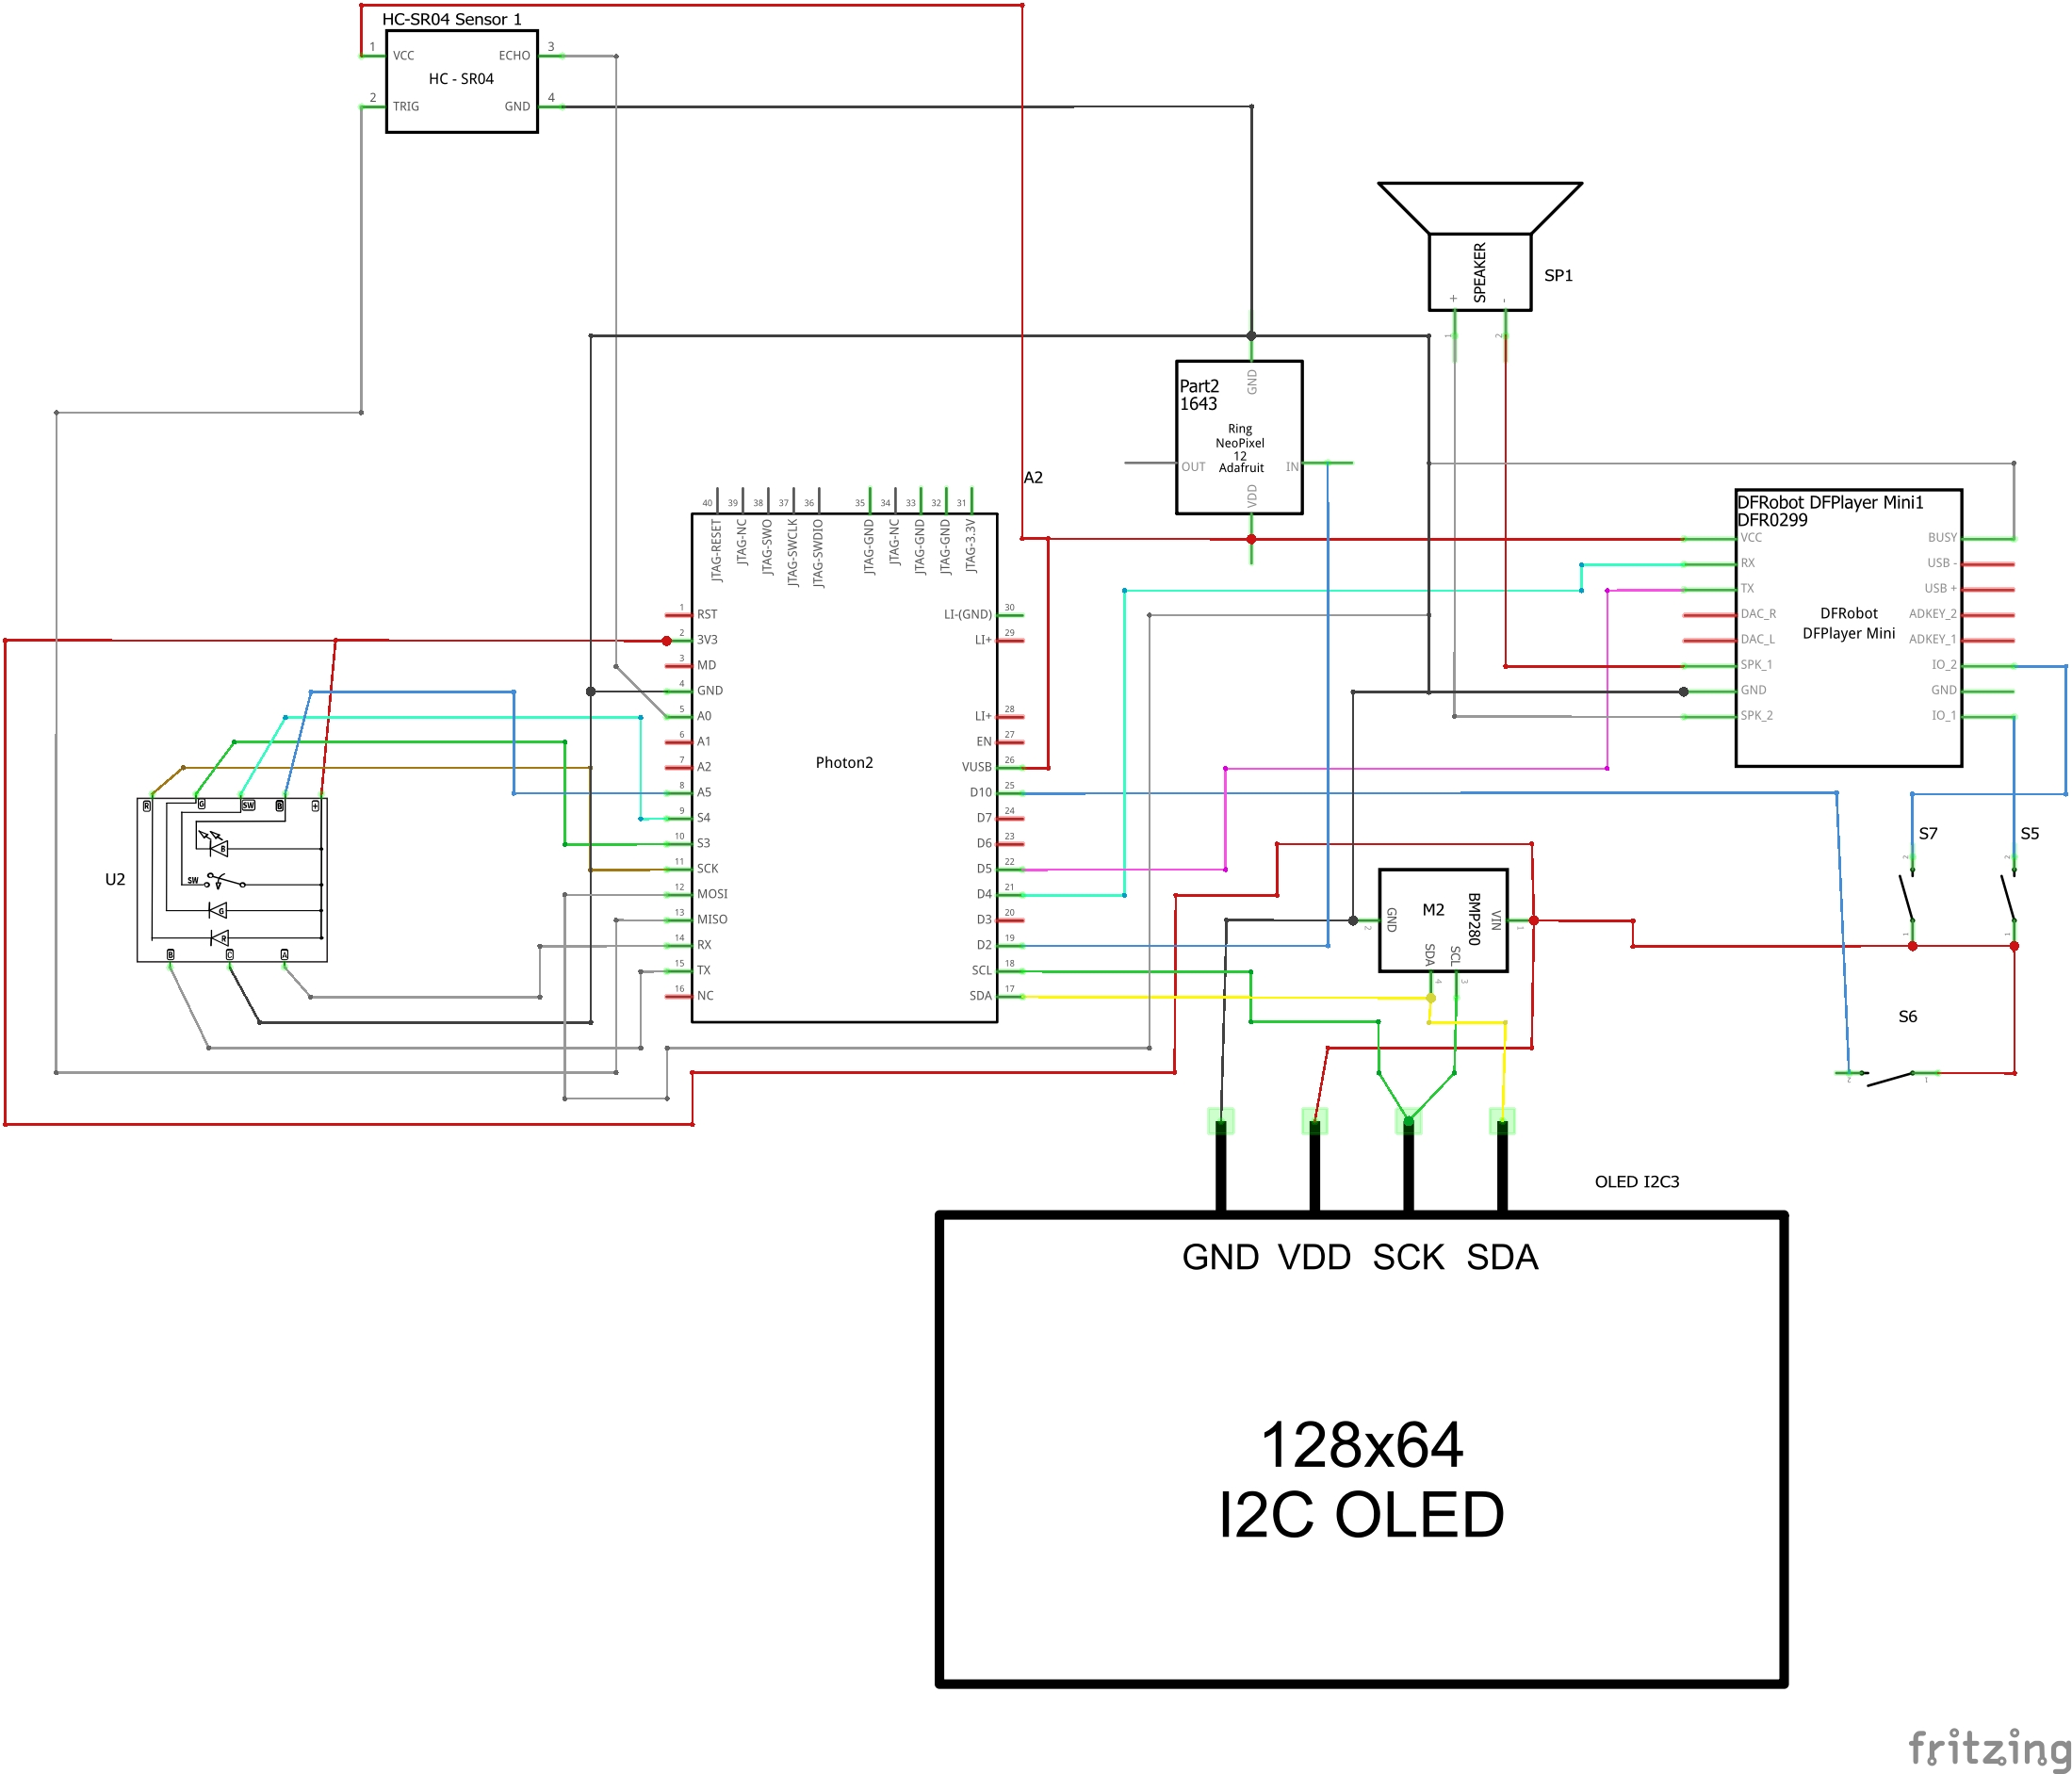 HC-SR04 Sensor 1
1 VCC ECHO 3
HC - SR04
2 TRIG GND 4
SPEAKER
+ -
1 2
SP1
Part2
1643
GND
Ring
NeoPixel
12
Adafruit
OUT IN
VDD
A2
40 39 38 37 36 35 34 33 32 31
JTAG-RESET
JTAG-NC
JTAG-SWO
JTAG-SWCLK
JTAG-SWDIO
JTAG-GND
JTAG-NC
JTAG-GND
JTAG-GND
JTAG-3.3V
1 RST
2 3V3
3 MD
4 GND
5 A0
6 A1
7 A2
8 A5
9 S4
10 S3
11 SCK
12 MOSI
13 MISO
14 RX
15 TX
16 NC
Photon2
LI-(GND) 30
LI+ 29
LI+ 28
EN 27
VUSB 26
D10 25
D7 24
D6 23
D5 22
D4 21
D3 20
D2 19
SCL 18
SDA 17
DFRobot DFPlayer Mini1
DFR0299
VCC BUSY
RX USB -
TX USB +
DAC_R ADKEY_2
DFRobot
DFPlayer Mini
DAC_L ADKEY_1
SPK_1 IO_2
GND GND
SPK_2 IO_1
U2
R G SW B +
B
SW
G
R
B C A
M2
BMP280
GND
2
VIN
1
SDA
4
SCL
3
S7
2
1
S5
2
1
S6
2 1
OLED I2C3
GND VDD SCK SDA
128x64
I2C OLED
fritzing